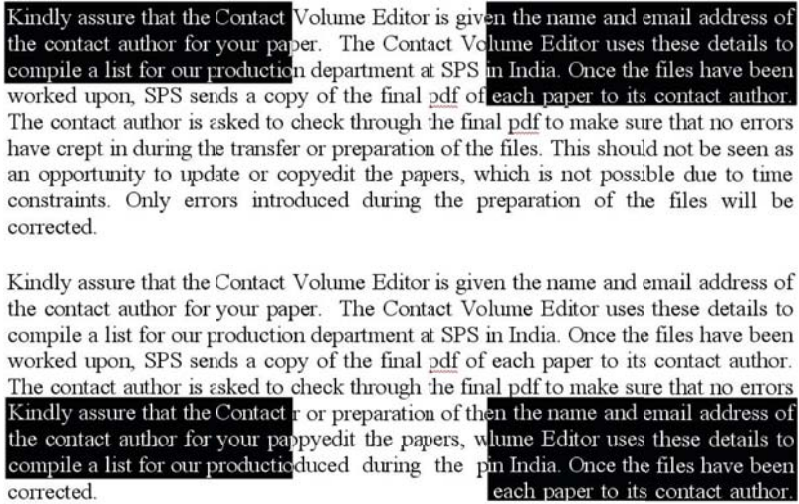 Kindly assure that the Contact Volume Editor is given the name and email address of
the contact author for your paper. The Contact Volume Editor uses these details to
compile a list for our production department at SPS in India. Once the files have been
worked upon, SPS sends a copy of the final pdf of each paper to its contact author.
The contact author is asked to check through the final pdf to make sure that no errors
have crept in during the transfer or preparation of the files. This should not be seen as
an opportunity to update or copyedit the papers, which is not possible due to time
constraints. Only errors introduced during the preparation of the files will be
corrected.
Kindly assure that the Contact Volume Editor is given the name and email address of
the contact author for your paper. The Contact Volume Editor uses these details to
compile a list for our production department at SPS in India. Once the files have been
worked upon, SPS sends a copy of the final pdf of each paper to its contact author.
The contact author is asked to check through the final pdf to make sure that no errors
Kindly assure that the Contact r or preparation of then the name and email address of
the contact author for your pappyedit the papers, wlume Editor uses these details to
compile a list for our productioduced during the pin India. Once the files have been
corrected. each paper to its contact author.